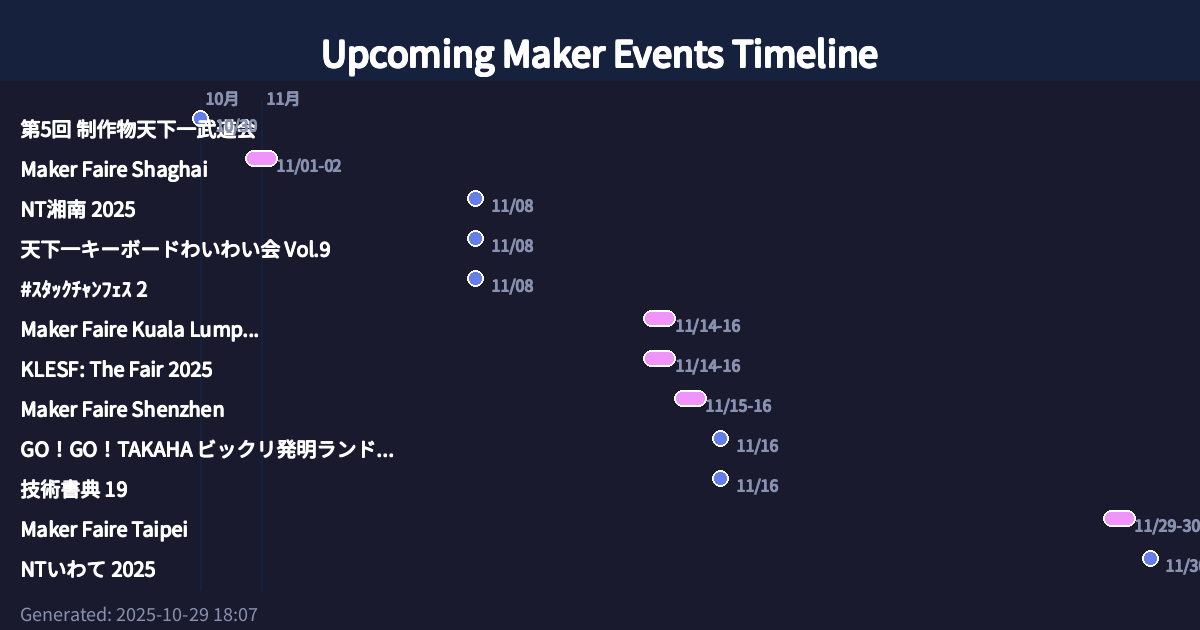 Upcoming Maker Events Timeline
10月 11月
第5回 制作物天下一武道会 10/30
Maker Faire Shaghai 11/01-02
NT湘南 2025 11/08
天下一キーボードわいわい会 Vol.9 11/08
#ｽﾀｯｸﾁｬﾝﾌｪｽ 2 11/08
Maker Faire Kuala Lump... 11/14-16
KLESF: The Fair 2025 11/14-16
Maker Faire Shenzhen 11/15-16
GO！GO！TAKAHA ビックリ発明ランド... 11/16
技術書典 19 11/16
Maker Faire Taipei 11/29-30
NTいわて 2025
Generated: 2025-10-29 18:07